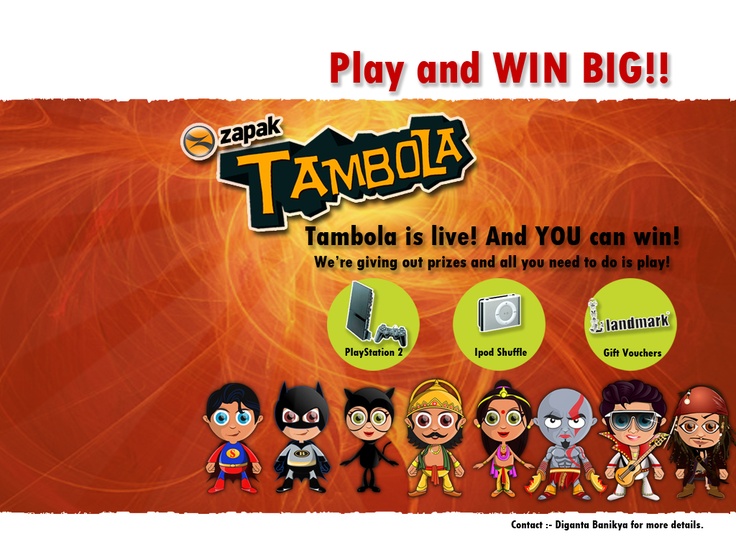 Play and WIN BIG!!
zapak
TAMBOLA
Tambola is live! And YOU can win!
We're giving out prizes and all you need to do is play!
landmark
PlayStation 2
Ipod Shuffle
Gift Vouchers
S
Contact :- Diganta Banikya for more details.